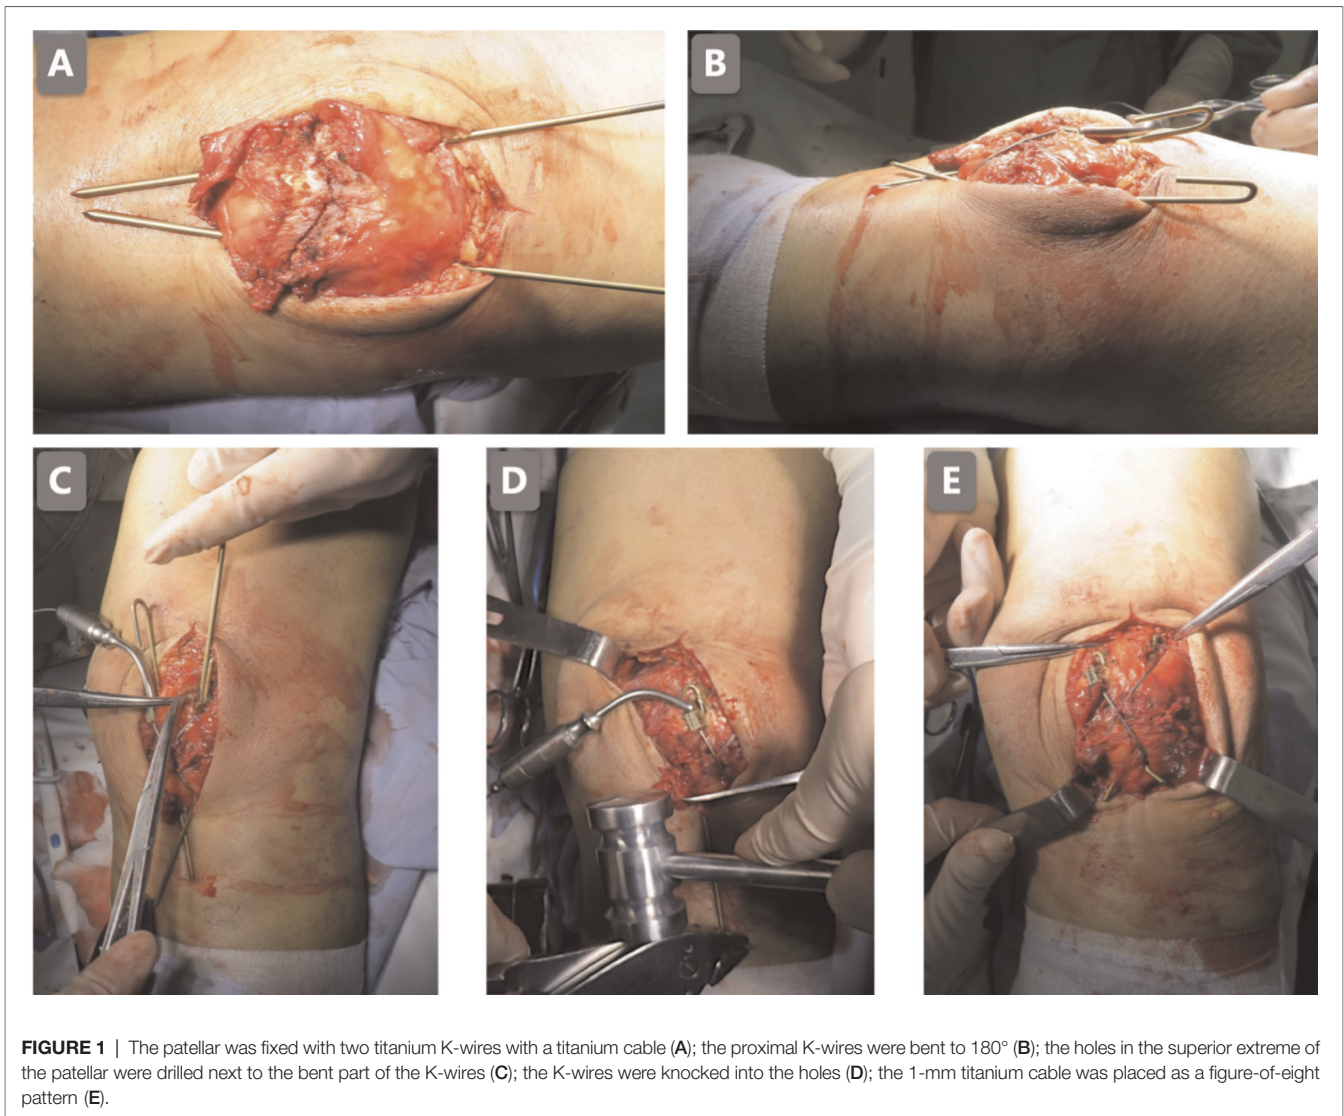 A
B
C
D
E
FIGURE 1 | The patellar was fixed with two titanium K-wires with a titanium cable (A); the proximal K-wires were bent to 180° (B); the holes in the superior extreme of
the patellar were drilled next to the bent part of the K-wires (C); the K-wires were knocked into the holes (D); the 1-mm titanium cable was placed as a figure-of-eight
pattern (E).